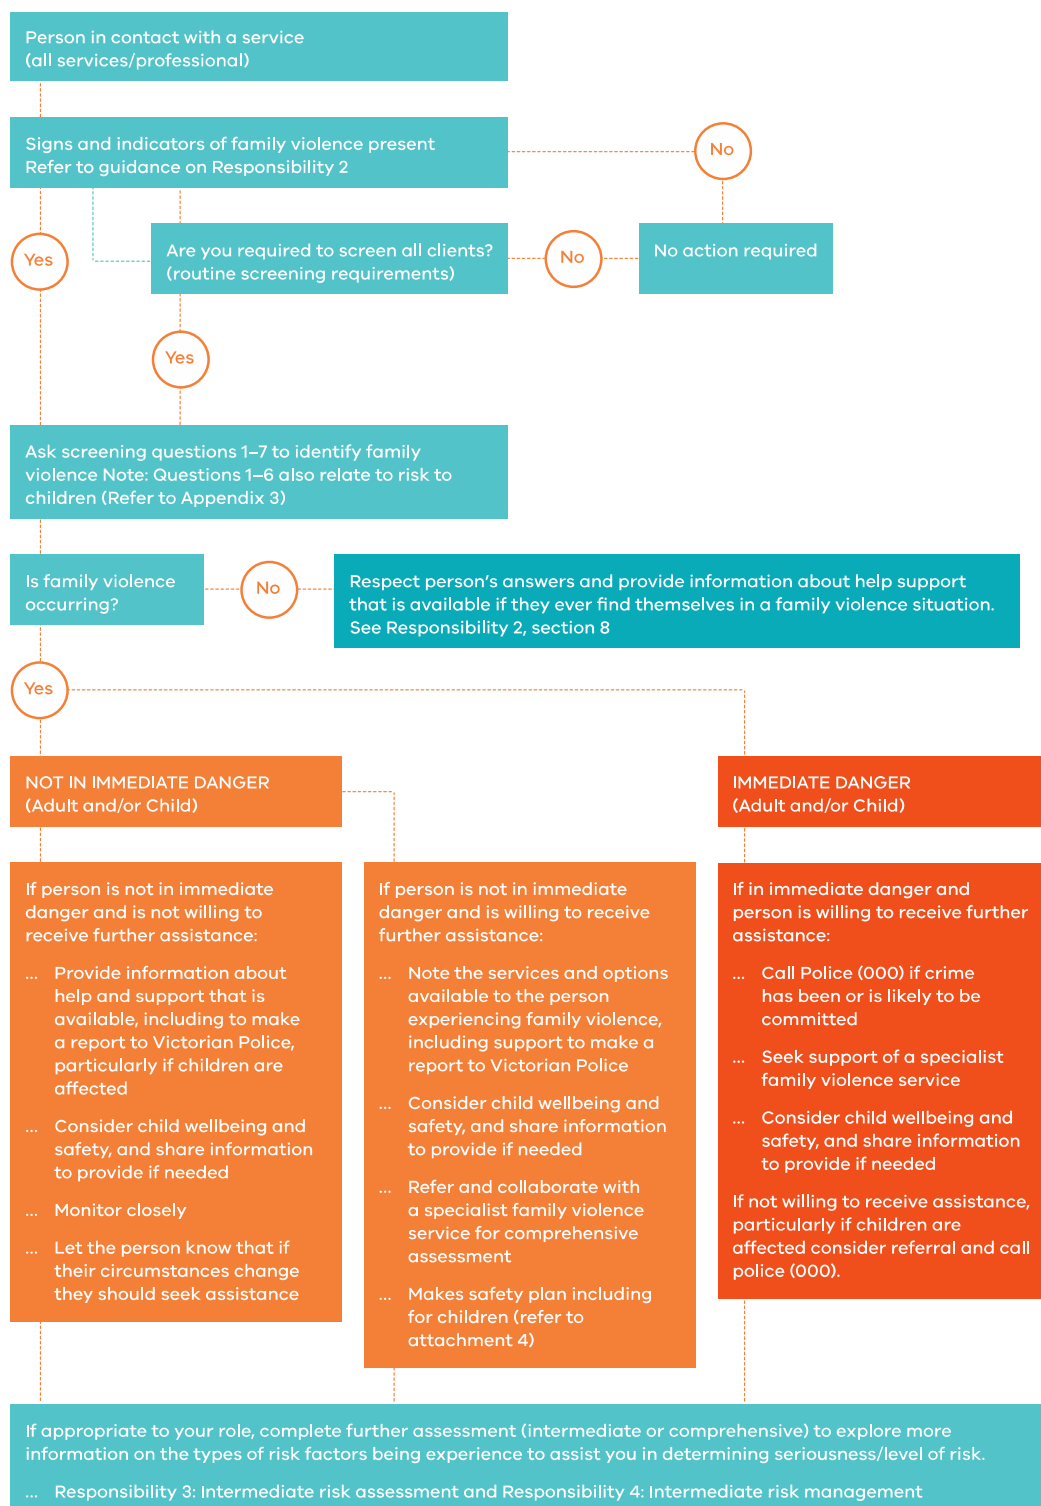 Person in contact with a service
(all services/professional)
Signs and indicators of family violence present
Refer to guidance on Responsibility 2
No
Yes
Are you required to screen all clients?
(routine screening requirements)
No
No action required
Yes
Ask screening questions 1–7 to identify family
violence Note: Questions 1–6 also relate to risk to
children (Refer to Appendix 3)
Is family violence
occurring?
No
Respect person’s answers and provide information about help support
that is available if they ever find themselves in a family violence situation.
See Responsibility 2, section 8
Yes
NOT IN IMMEDIATE DANGER
(Adult and/or Child)
IMMEDIATE DANGER
(Adult and/or Child)
If person is not in immediate
danger and is not willing to
receive further assistance:
... Provide information about
help and support that is
available, including to make
a report to Victorian Police,
particularly if children are
affected
... Consider child wellbeing and
safety, and share information
to provide if needed
... Monitor closely
... Let the person know that if
their circumstances change
they should seek assistance
If person is not in immediate
danger and is willing to receive
further assistance:
... Note the services and options
available to the person
experiencing family violence,
including support to make a
report to Victorian Police
... Consider child wellbeing and
safety, and share information
to provide if needed
... Refer and collaborate with
a specialist family violence
service for comprehensive
assessment
... Makes safety plan including
for children (refer to
attachment 4)
If in immediate danger and
person is willing to receive further
assistance:
... Call Police (000) if crime
has been or is likely to be
committed
... Seek support of a specialist
family violence service
... Consider child wellbeing and
safety, and share information
to provide if needed
If not willing to receive assistance,
particularly if children are
affected consider referral and call
police (000).
If appropriate to your role, complete further assessment (intermediate or comprehensive) to explore more
information on the types of risk factors being experience to assist you in determining seriousness/level of risk.
... Responsibility 3: Intermediate risk assessment and Responsibility 4: Intermediate risk management